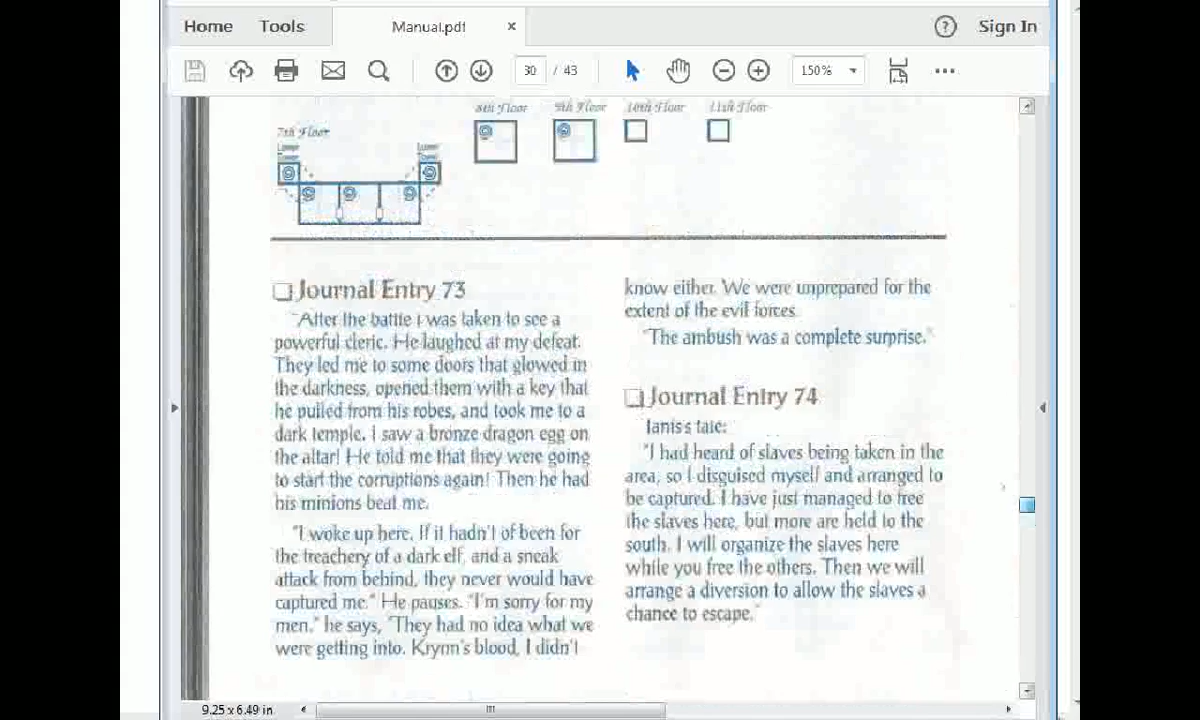 Home Tools Manual.pdf × ? Sign In
30 / 43 150% •••
8th Floor 9th Floor 10th Floor 11th Floor
7th Floor
Journal Entry 73
"After the battle I was taken to see a
powerful cleric. He laughed at my defeat.
They led me to some doors that glowed in
the darkness, opened them with a key that
he pulled from his robes, and took me to a
dark temple. I saw a bronze dragon egg on
the altar! He told me that they were going
to start the corruptions again! Then he had
his minions beat me.
"I woke up here. If it hadn't of been for
the treachery of a dark elf, and a sneak
attack from behind, they never would have
captured me." He pauses. "I'm sorry for my
men," he says, "They had no idea what we
were getting into. Krynn's blood, I didn't
know either. We were unprepared for the
extent of the evil forces.
"The ambush was a complete surprise."
Journal Entry 74
Tanis's tale:
"I had heard of slaves being taken in the
area, so I disguised myself and arranged to
be captured. I have just managed to free
the slaves here, but more are held to the
south. I will organize the slaves here
while you free the others. Then we will
arrange a diversion to allow the slaves a
chance to escape."
9.25 x 6.49 in